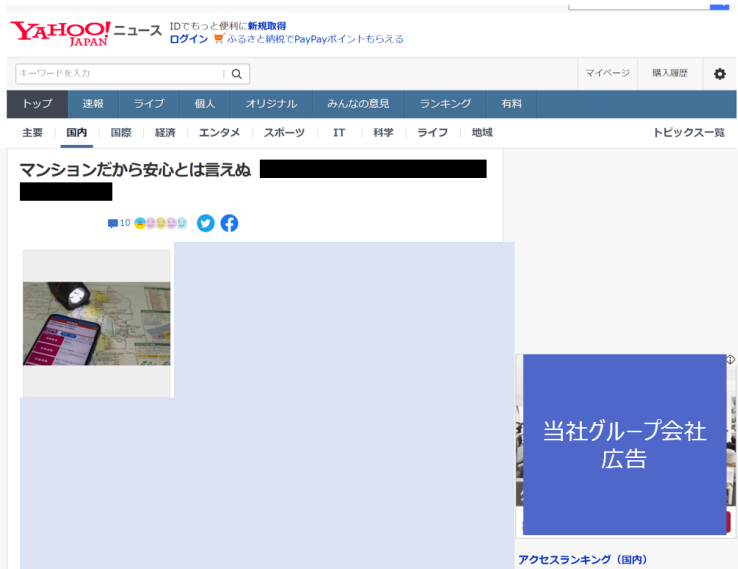 YAHOO! JAPAN ニュース
IDでもっと便利に新規取得
ログイン ふるさと納税でPayPayポイントもらえる
キーワードを入力
マイページ 購入履歴
トップ 速報 ライブ 個人 オリジナル みんなの意見 ランキング 有料
主要 国内 国際 経済 エンタメ スポーツ IT 科学 ライフ 地域 トピックス一覧
マンションだから安心とは言えぬ
10
当社グループ会社
広告
アクセスランキング（国内）